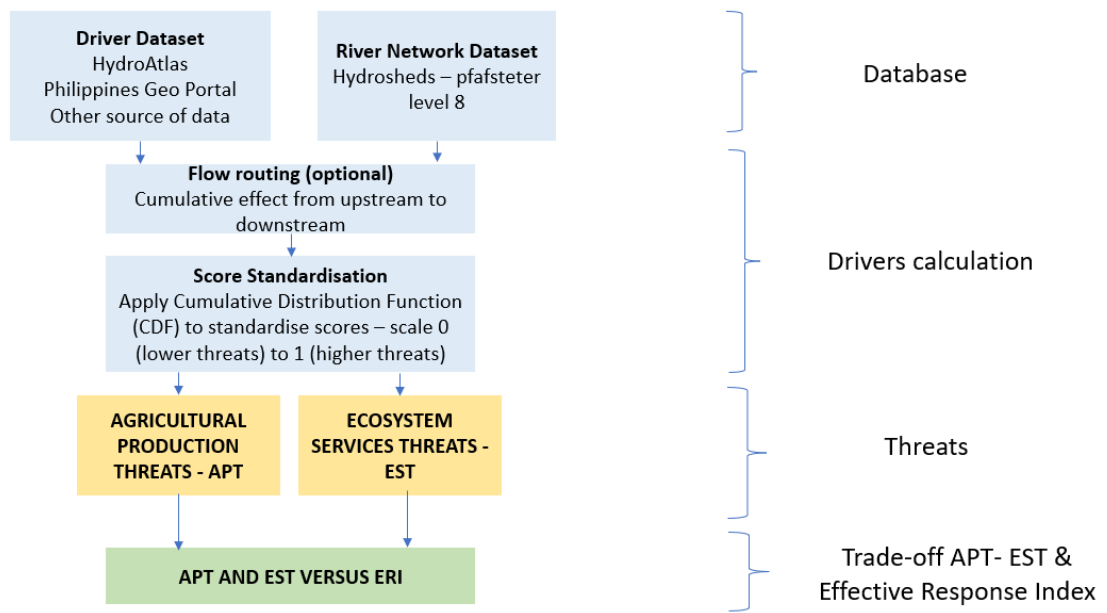 Driver Dataset
HydroAtlas
Philippines Geo Portal
Other source of data
River Network Dataset
Hydrosheds – pfafsteter
level 8
Database
Flow routing (optional)
Cumulative effect from upstream to
downstream
Score Standardisation
Apply Cumulative Distribution Function
(CDF) to standardise scores – scale 0
(lower threats) to 1 (higher threats)
Drivers calculation
AGRICULTURAL
PRODUCTION
THREATS - APT
ECOSYSTEM
SERVICES THREATS -
EST
Threats
APT AND EST VERSUS ERI
Trade-off APT- EST &
Effective Response Index